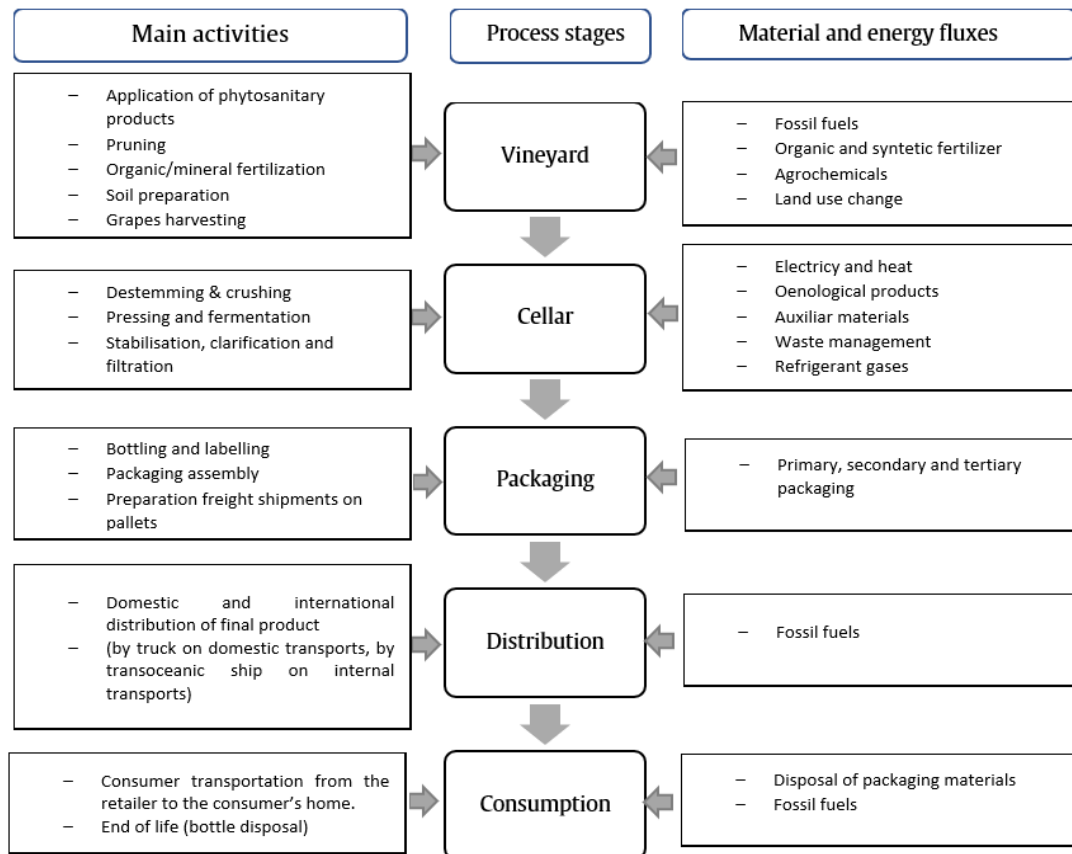 Main activities
Process stages
Material and energy fluxes
– Application of phytosanitary
products
– Pruning
– Organic/mineral fertilization
– Soil preparation
– Grapes harvesting
Vineyard
– Fossil fuels
– Organic and syntetic fertilizer
– Agrochemicals
– Land use change
– Destemming & crushing
– Pressing and fermentation
– Stabilisation, clarification and
filtration
Cellar
– Electricy and heat
– Oenological products
– Auxiliar materials
– Waste management
– Refrigerant gases
– Bottling and labelling
– Packaging assembly
– Preparation freight shipments on
pallets
Packaging
– Primary, secondary and tertiary
packaging
– Domestic and international
distribution of final product
– (by truck on domestic transports, by
transoceanic ship on internal
transports)
Distribution
– Fossil fuels
– Consumer transportation from the
retailer to the consumer's home.
– End of life (bottle disposal)
Consumption
– Disposal of packaging materials
– Fossil fuels